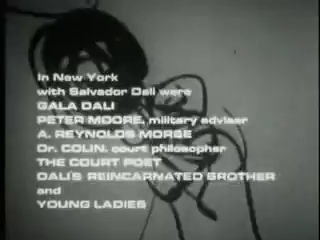 In New York
with Salvador Dali were
GALA DALI
PETER MOORE, military adviser
A. REYNOLDS MORSE
Dr. COLIN, court philosopher
THE COURT POET
DALI'S REINCARNATED BROTHER
and
YOUNG LADIES